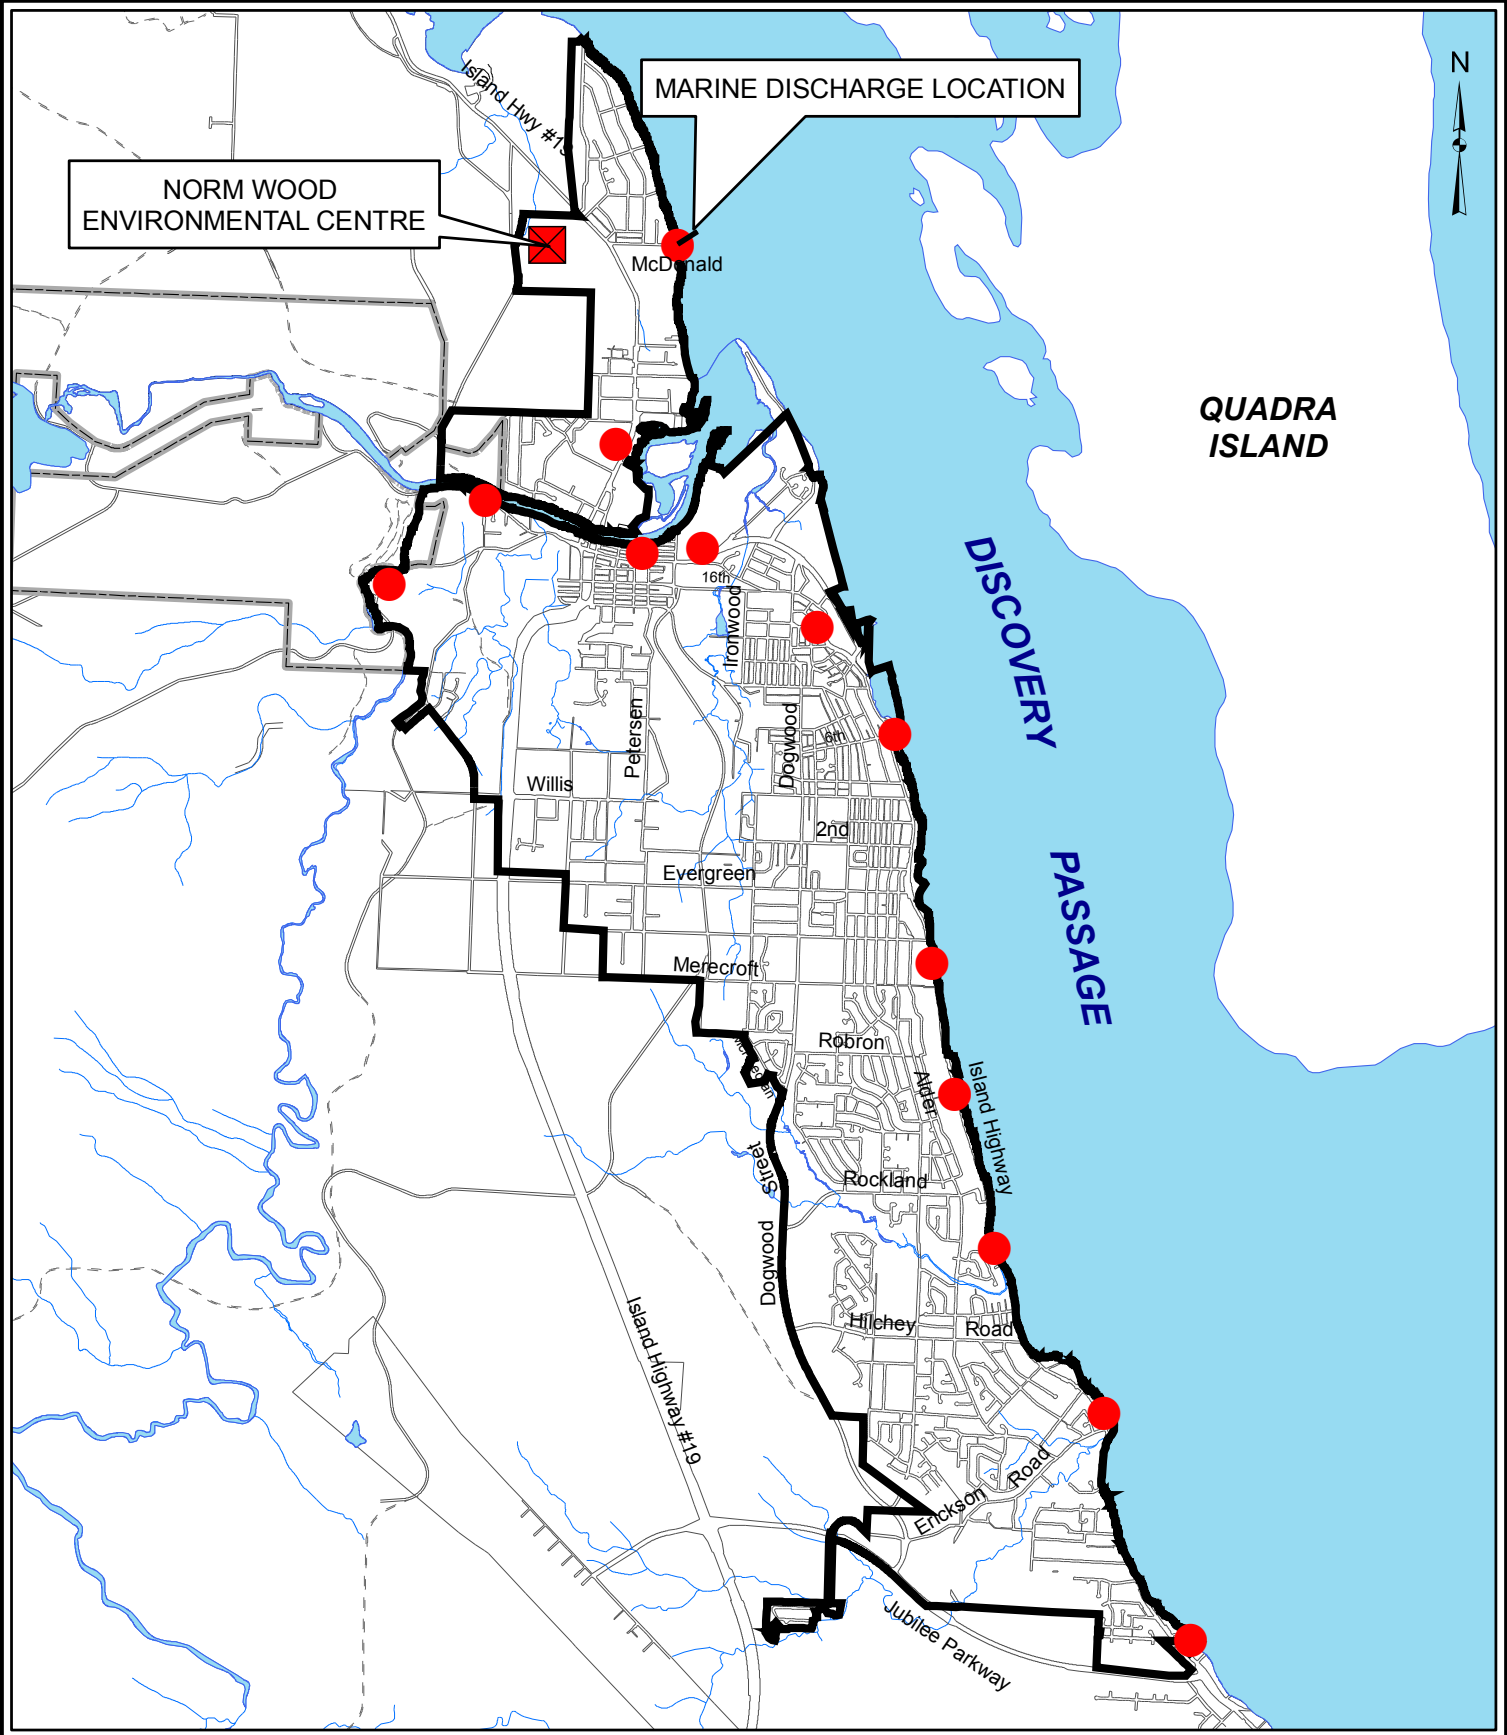 N
Island Hwy #19
MARINE DISCHARGE LOCATION
NORM WOOD
ENVIRONMENTAL CENTRE
McDonald
QUADRA
ISLAND
DISCOVERY
PASSAGE
16th
Ironwood
Petersen
Dogwood
6th
Willis
2nd
Evergreen
Merecroft
Robron
Alder
Island Highway
Street
Rockland
Dogwood
Hilchey
Road
Island Highway #19
Erickson
Road
Jubilee Parkway